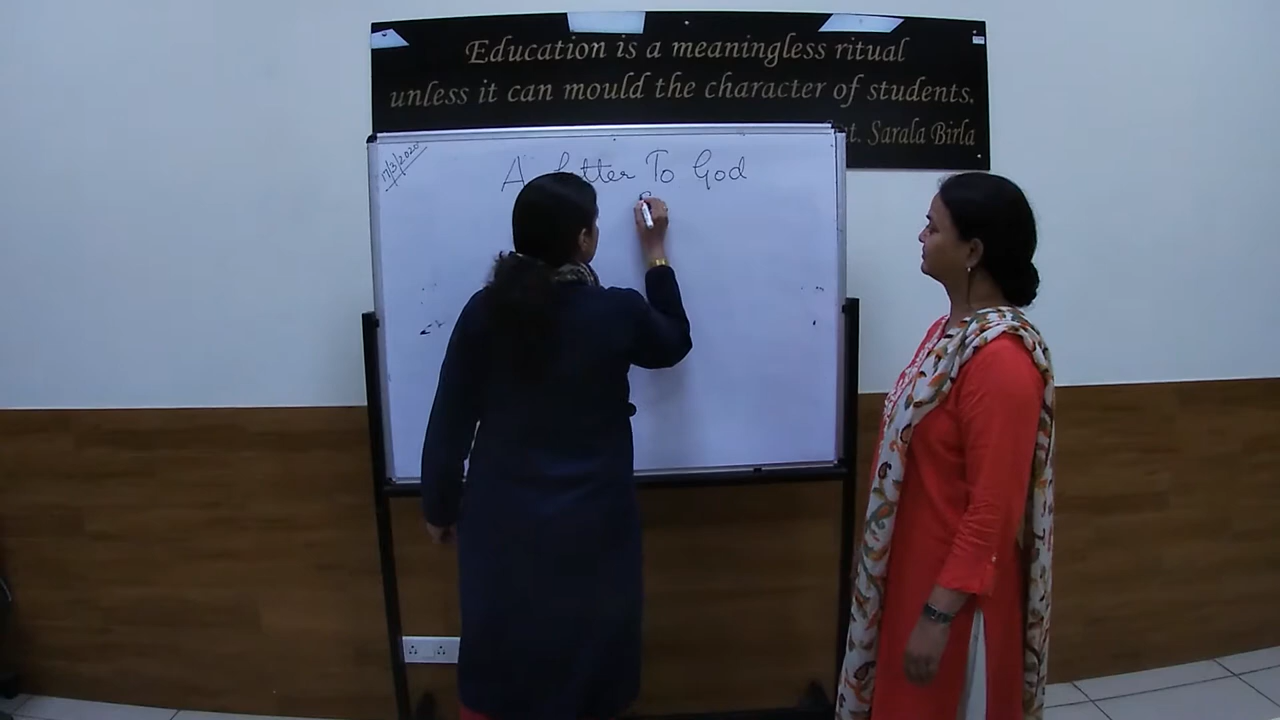 Education is a meaningless ritual
unless it can mould the character of students.
Sarala Birla
17/3/2020
A Letter To God